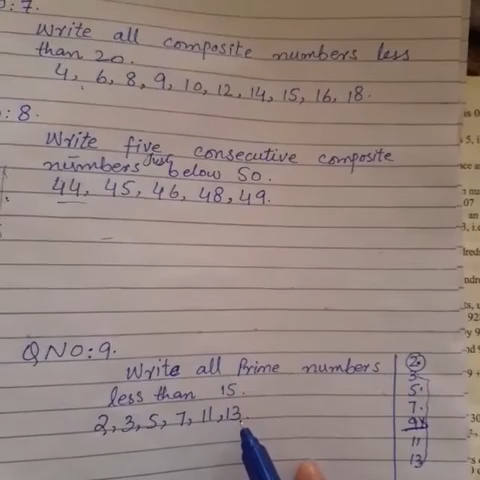 :7.
Write all composite numbers less
than 20.
4, 6, 8, 9, 10, 12, 14, 15, 16, 18.
: 8.
Write five consecutive composite
numbers just below 50.
44, 45, 46, 48, 49.
QNO:9.
Write all Prime numbers
less than 15.
2, 3, 5, 7, 11, 13.
2.
3.
5.
7.
9x
11
13